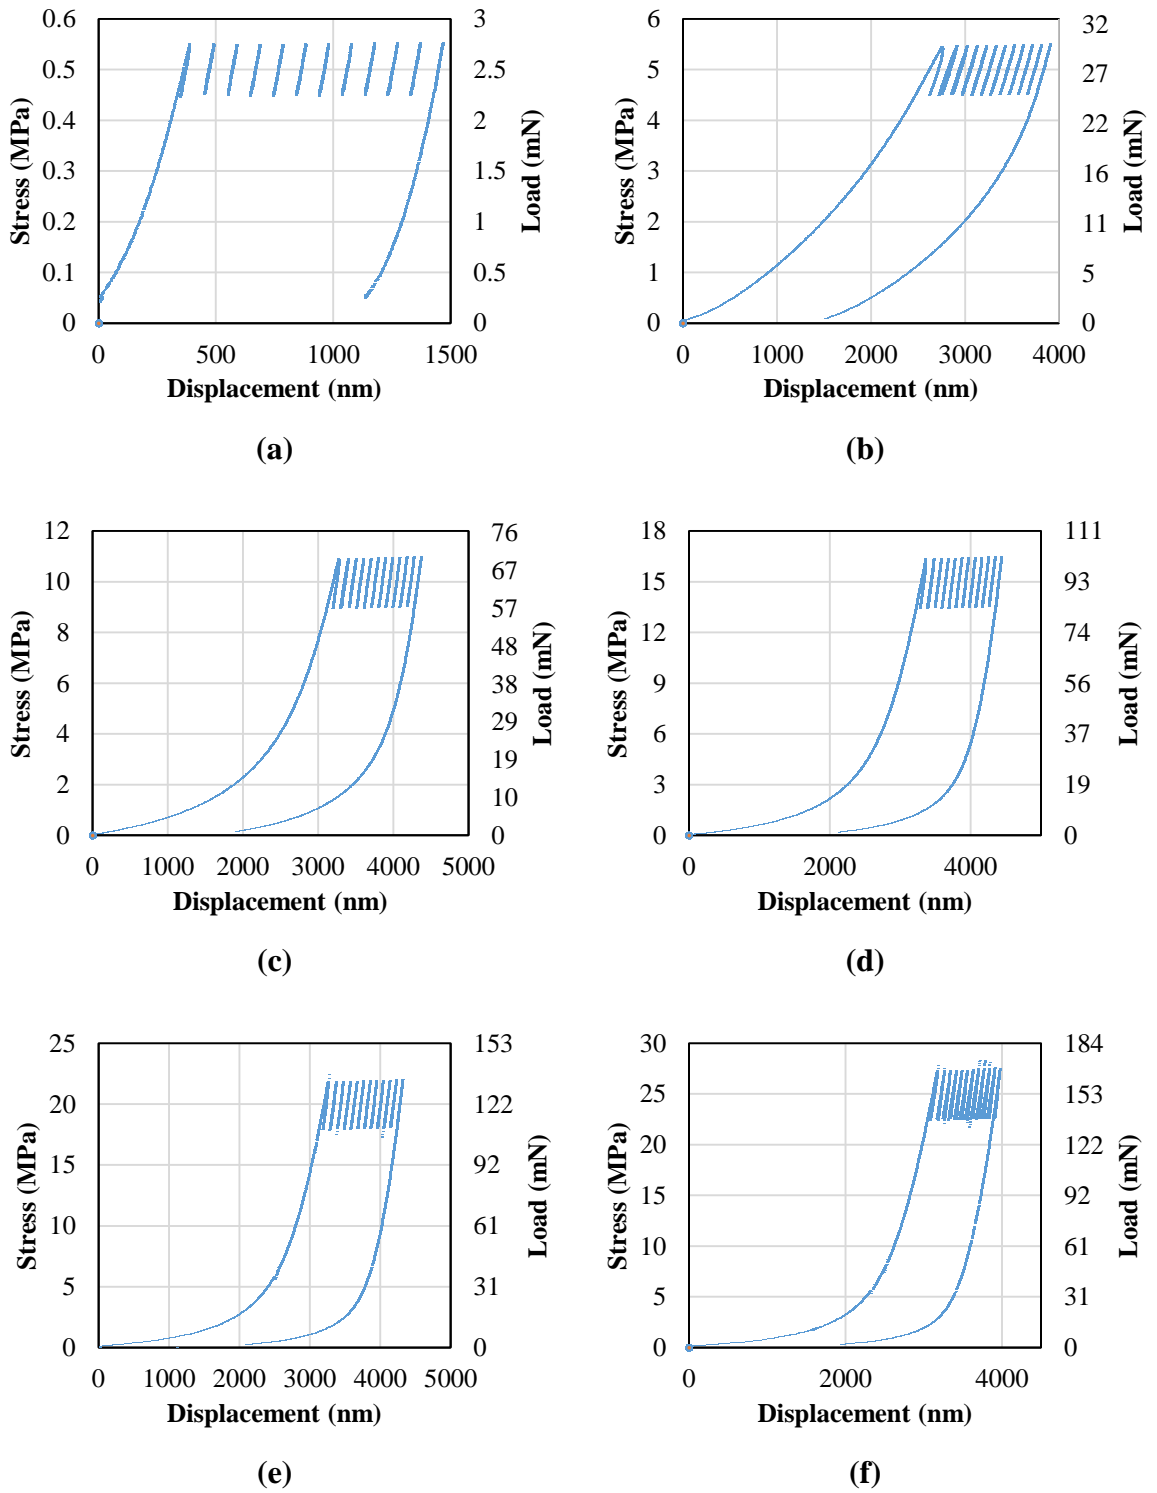 0.6
0.5
0.4
0.3
0.2
0.1
0
Stress (MPa)
3
2.5
2
1.5
1
0.5
0
Load (mN)
0 500 1000 1500
Displacement (nm)
(a)
6
5
4
3
2
1
0
Stress (MPa)
32
27
22
16
11
5
0
Load (mN)
0 1000 2000 3000 4000
Displacement (nm)
(b)
12
10
8
6
4
2
0
Stress (MPa)
76
67
57
48
38
29
19
10
0
Load (mN)
0 1000 2000 3000 4000 5000
Displacement (nm)
(c)
18
15
12
9
6
3
0
Stress (MPa)
111
93
74
56
37
19
0
Load (mN)
0 2000 4000
Displacement (nm)
(d)
25
20
15
10
5
0
Stress (MPa)
153
122
92
61
31
0
Load (mN)
0 1000 2000 3000 4000 5000
Displacement (nm)
(e)
30
25
20
15
10
5
0
Stress (MPa)
184
153
122
92
61
31
0
Load (mN)
0 2000 4000
Displacement (nm)
(f)